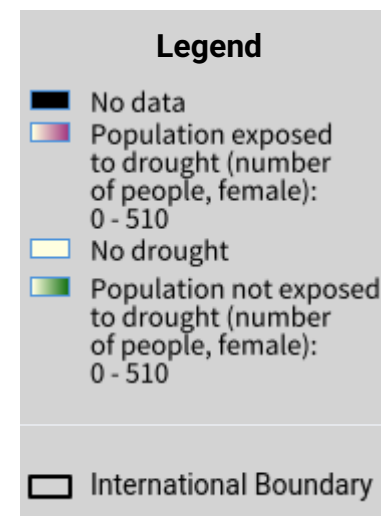 Legend
No data
Population exposed
to drought (number
of people, female):
0 - 510
No drought
Population not exposed
to drought (number
of people, female):
0 - 510
International Boundary